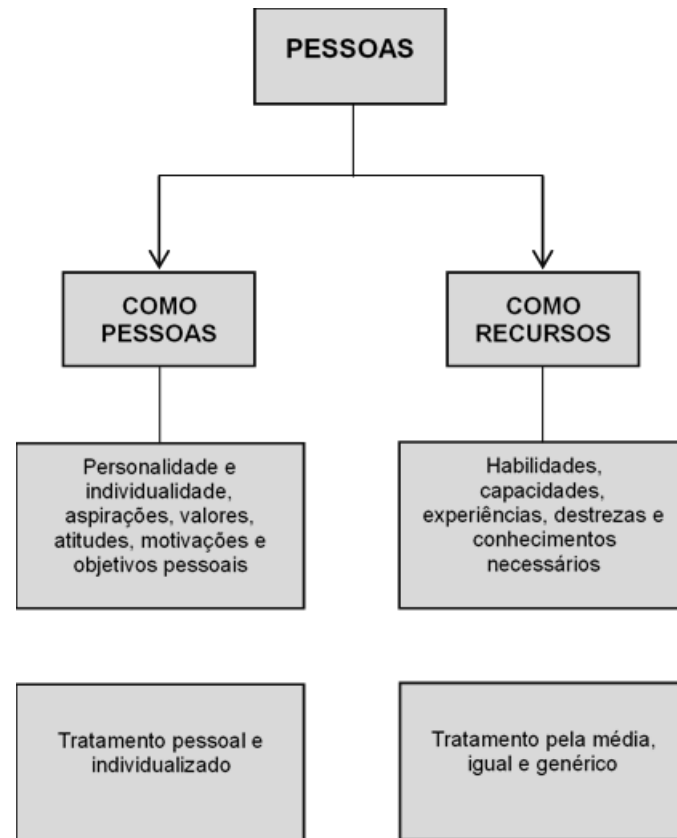 PESSOAS
COMO
PESSOAS
Personalidade e
individualidade,
aspirações, valores,
atitudes, motivações e
objetivos pessoais
Tratamento pessoal e
individualizado
COMO
RECURSOS
Habilidades,
capacidades,
experiências, destrezas e
conhecimentos
necessários
Tratamento pela média,
igual e genérico